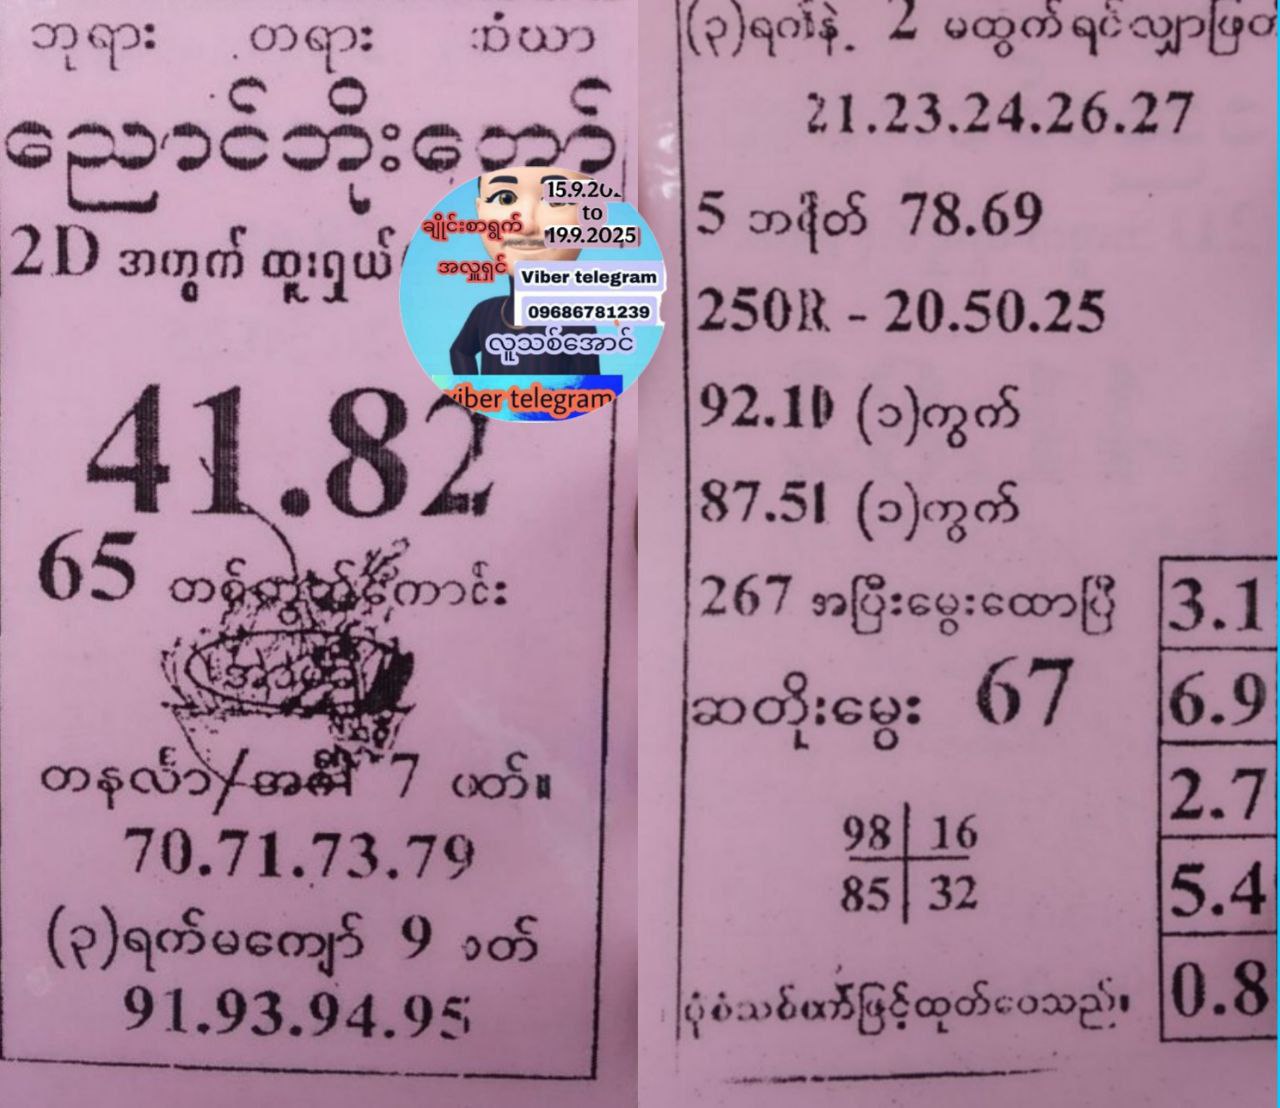 ဘုရား တရား သံဃာ
ညောင်ဘိုးတော်
2D အကွက် ထူးရှယ်
15.9.20
to
19.9.2025
ချိုင်းစာရွက်
အလှူရှင်
Viber telegram
09686781239
လူသစ်အောင်
viber telegram
41.82
65 တစ်ကွက်ကောင်း
တနင်္လာ/အင်္ဂါ 7 ပတ်။
70.71.73.79
(၃)ရက်မကျော် 9 ပတ်
91.93.94.95
(၃)ရက်နဲ့ 2 မထွက်ရင်သျှာဖြတ်
21.23.24.26.27
5 ဘရိတ် 78.69
250R - 20.50.25
92.10 (၁)ကွက်
87.51 (၁)ကွက်
267 အပြီးမွေးထောပြီ
ဆတိုးမွေး 67
98 16
85 32
3.1
6.9
2.7
5.4
0.8
ပုံစံသစ်ဖြင့်ထုတ်ဝေသည်။